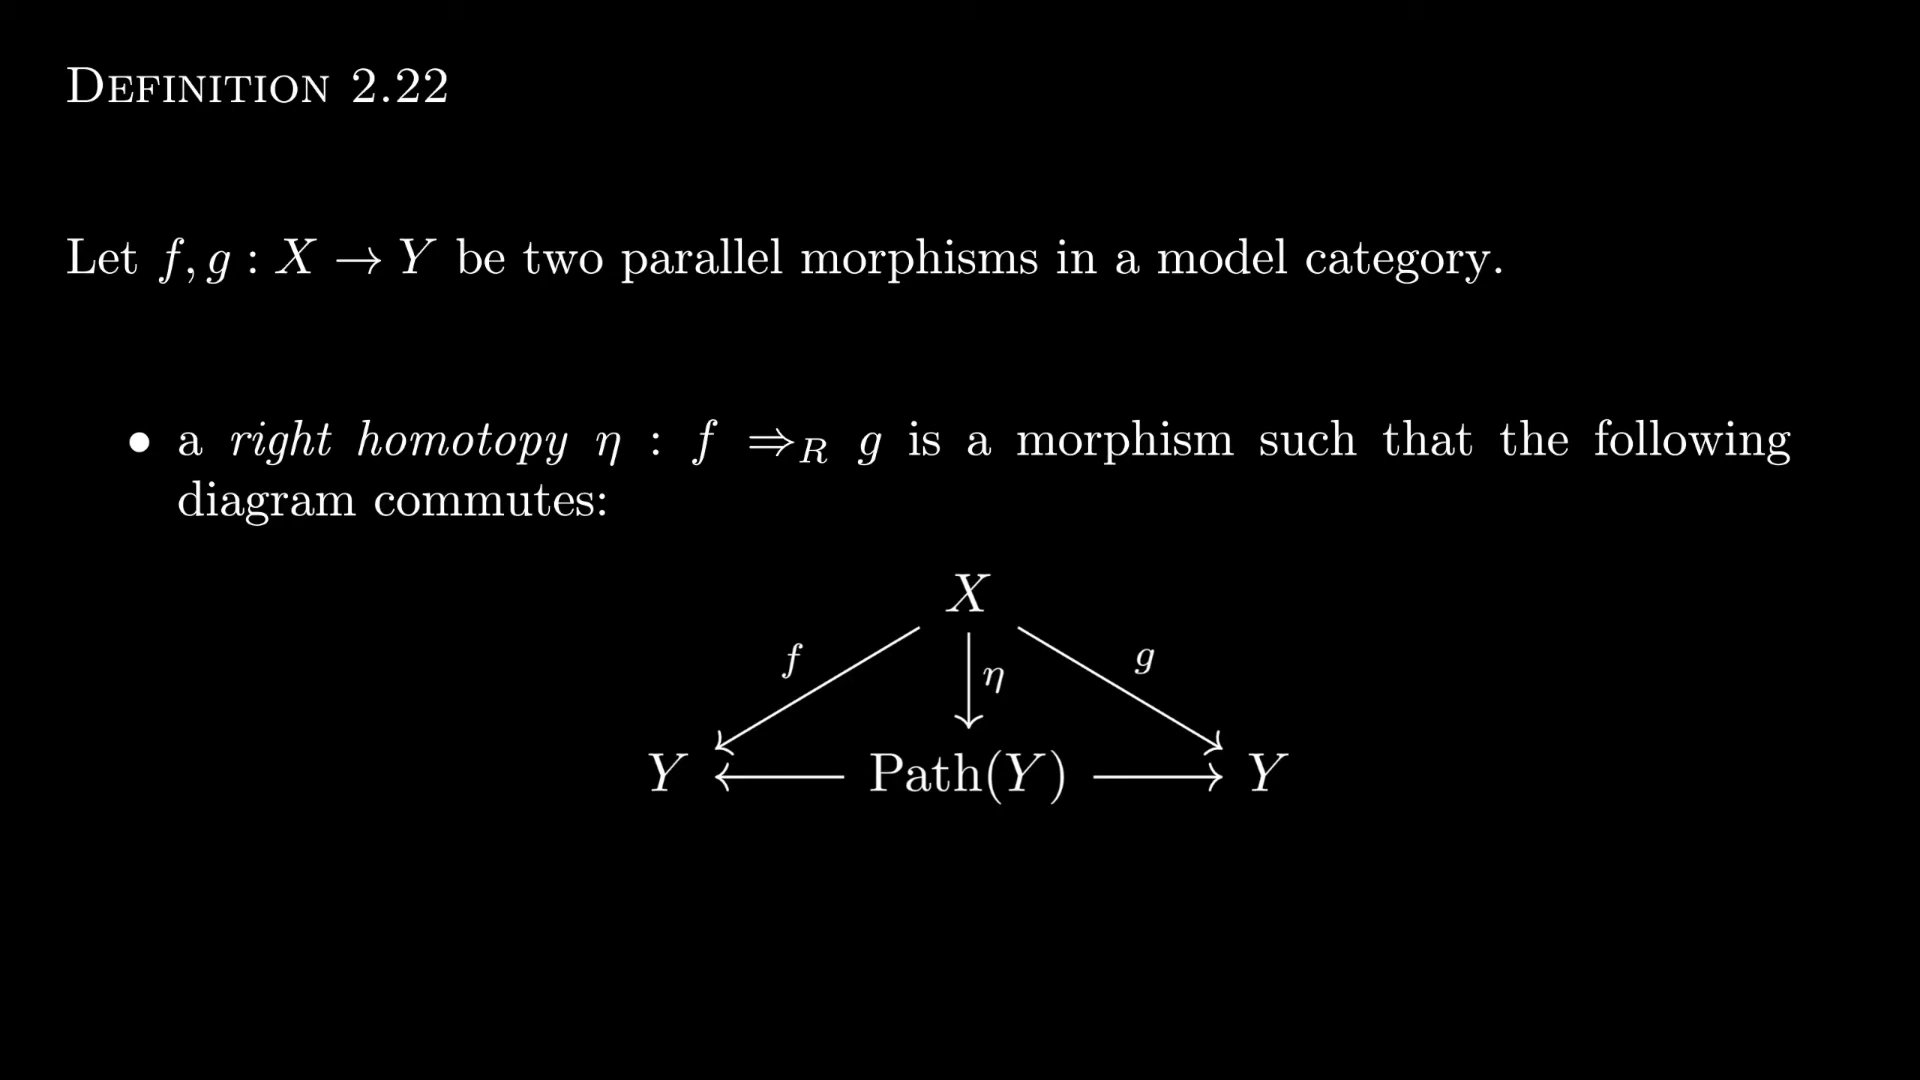 DEFINITION 2.22
Let f, g : X → Y be two parallel morphisms in a model category.
• a right homotopy η : f ⇒_R g is a morphism such that the following
diagram commutes:
X
f η g
Y Path(Y) Y